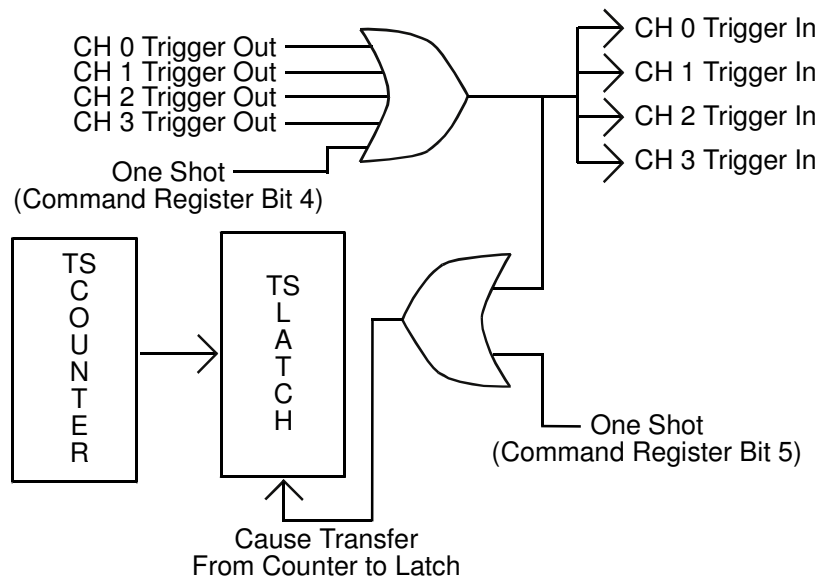 CH 0 Trigger Out
CH 1 Trigger Out
CH 2 Trigger Out
CH 3 Trigger Out
One Shot
(Command Register Bit 4)
CH 0 Trigger In
CH 1 Trigger In
CH 2 Trigger In
CH 3 Trigger In
TS
C
O
U
N
T
E
R
TS
L
A
T
C
H
One Shot
(Command Register Bit 5)
Cause Transfer
From Counter to Latch